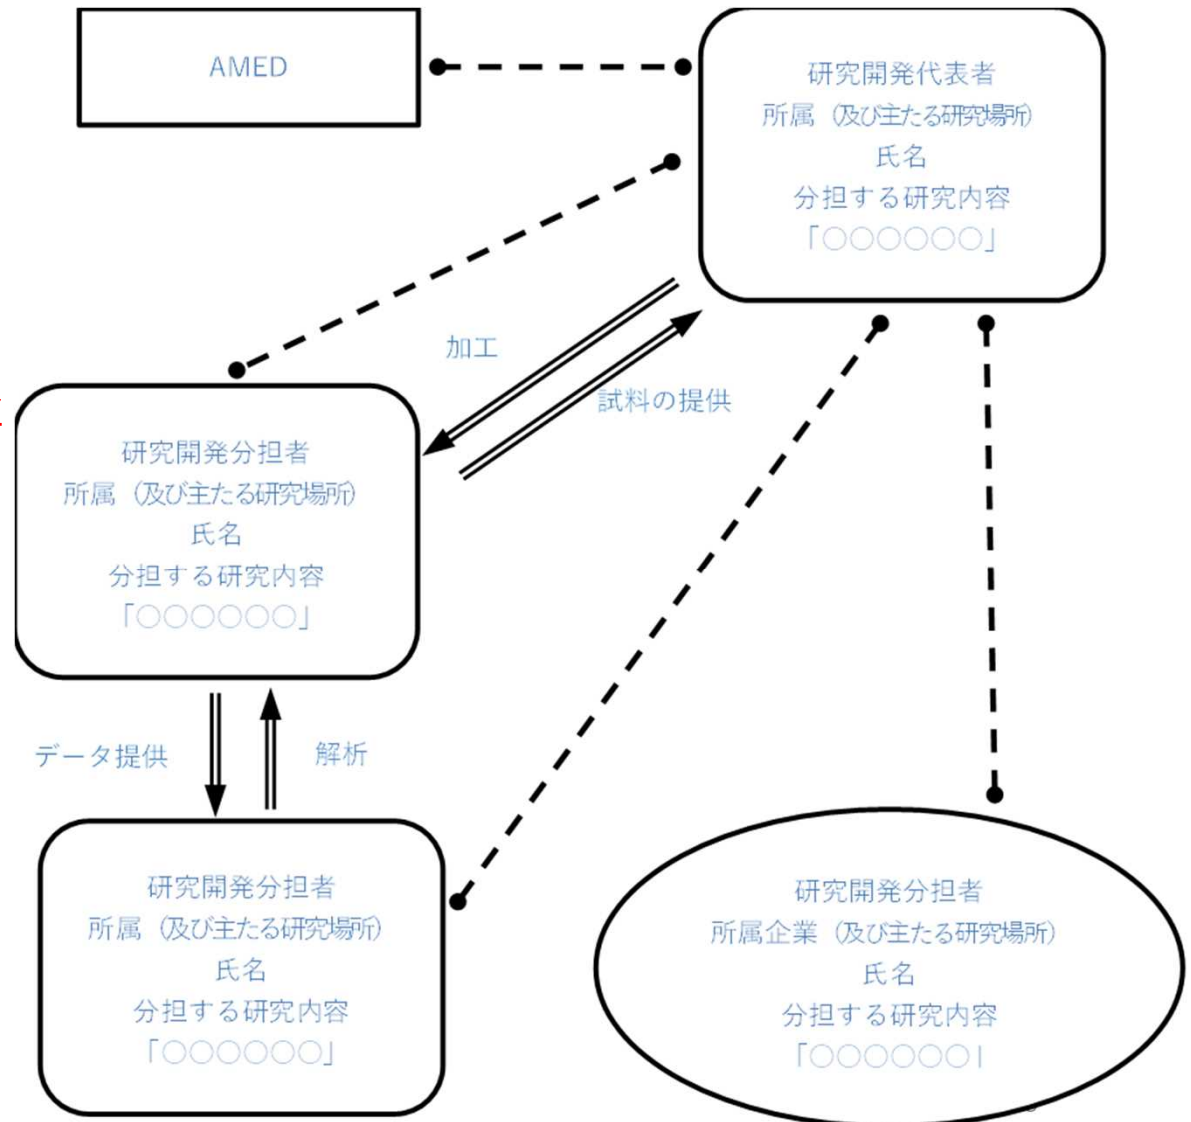 AMED
研究開発代表者
所属（及び主たる研究場所）
氏名
分担する研究内容
「○○○○○○」
加工
試料の提供
研究開発分担者
所属（及び主たる研究場所）
氏名
分担する研究内容
「○○○○○○」
データ提供
解析
研究開発分担者
所属（及び主たる研究場所）
氏名
分担する研究内容
「○○○○○○」
研究開発分担者
所属企業（及び主たる研究場所）
氏名
分担する研究内容
「○○○○○○」